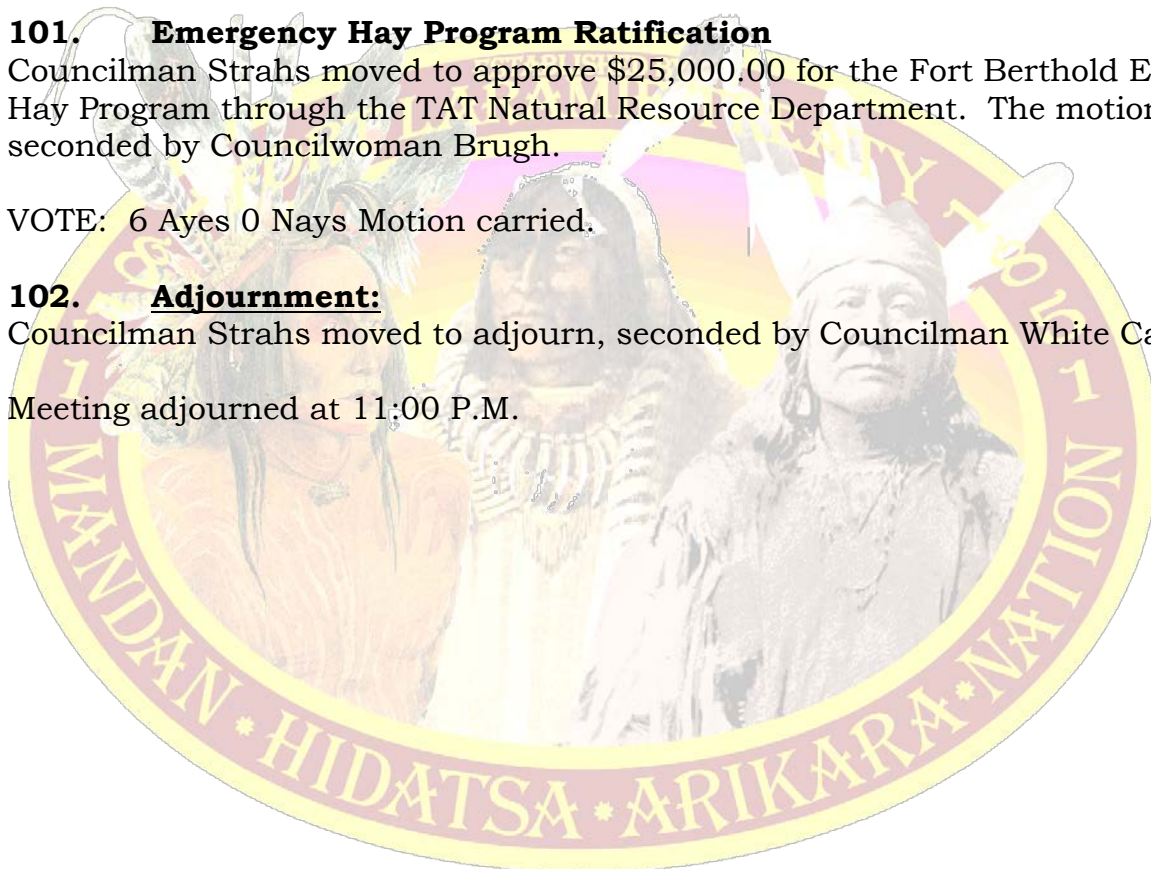 101. Emergency Hay Program Ratification
Councilman Strahs moved to approve $25,000.00 for the Fort Berthold
Hay Program through the TAT Natural Resource Department. The motion
seconded by Councilwoman Brugh.
VOTE: 6 Ayes 0 Nays Motion carried.
102. Adjournment:
Councilman Strahs moved to adjourn, seconded by Councilman White
Meeting adjourned at 11:00 P.M.
1851
MANDAN • HIDATSA • ARIKARA • NATION